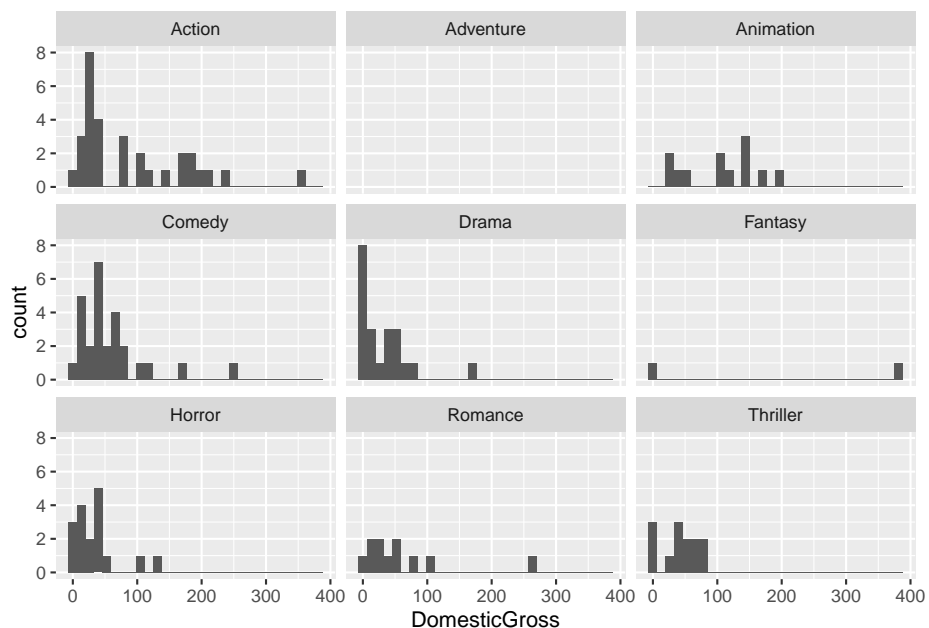 Action Adventure Animation
8
6
4
2
0
Comedy Drama Fantasy
8
6
4
2
0
count
Horror Romance Thriller
8
6
4
2
0
0 100 200 300 400 0 100 200 300 400 0 100 200 300 400
DomesticGross